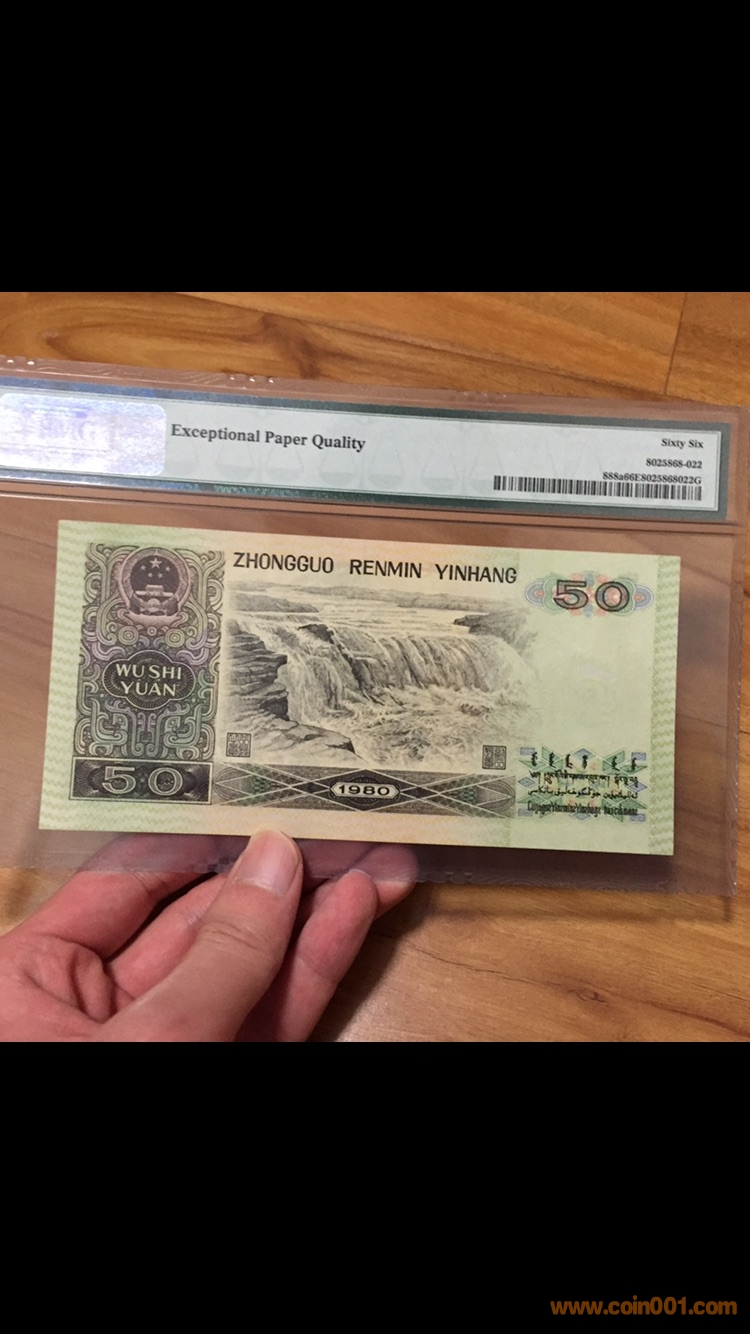 Exceptional Paper Quality
Sixty Six
8025868-022
888a66E8025868022G
ZHONGGUO RENMIN YINHANG
50
WU SHI
YUAN
50
1980
www.coin001.com